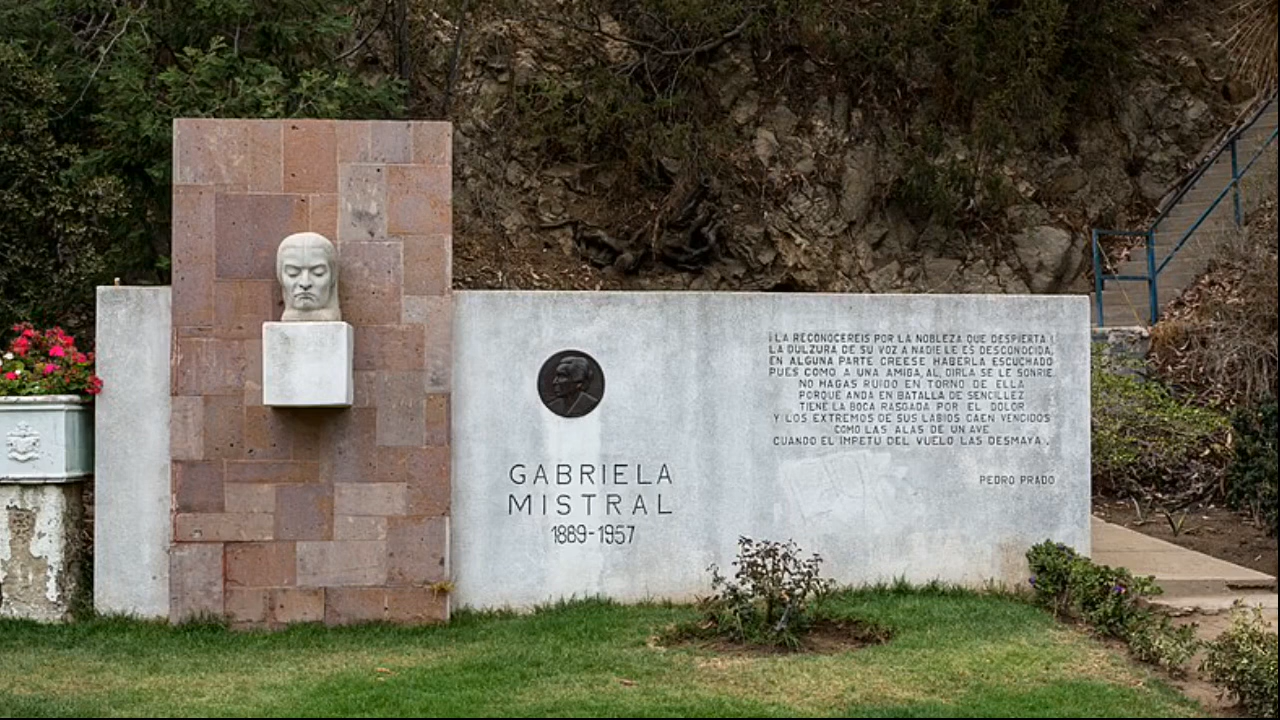 GABRIELA
MISTRAL
1889-1957
¡LA RECONOCEREIS POR LA NOBLEZA QUE DESPIERTA!
LA DULZURA DE SU VOZ A NADIE LE ES DESCONOCIDA,
EN ALGUNA PARTE CREESE HABERLA ESCUCHADO
PUES COMO A UNA AMIGA, AL OIRLA SE LE SONRIE.
NO HAGAS RUIDO EN TORNO DE ELLA
PORQUE ANDA EN BATALLA DE SENCILLEZ
TIENE LA BOCA RASGADA POR EL DOLOR
Y LOS EXTREMOS DE SUS LABIOS CAEN VENCIDOS
COMO LAS ALAS DE UN AVE
CUANDO EL IMPETU DEL VUELO LAS DESMAYA.
PEDRO PRADO